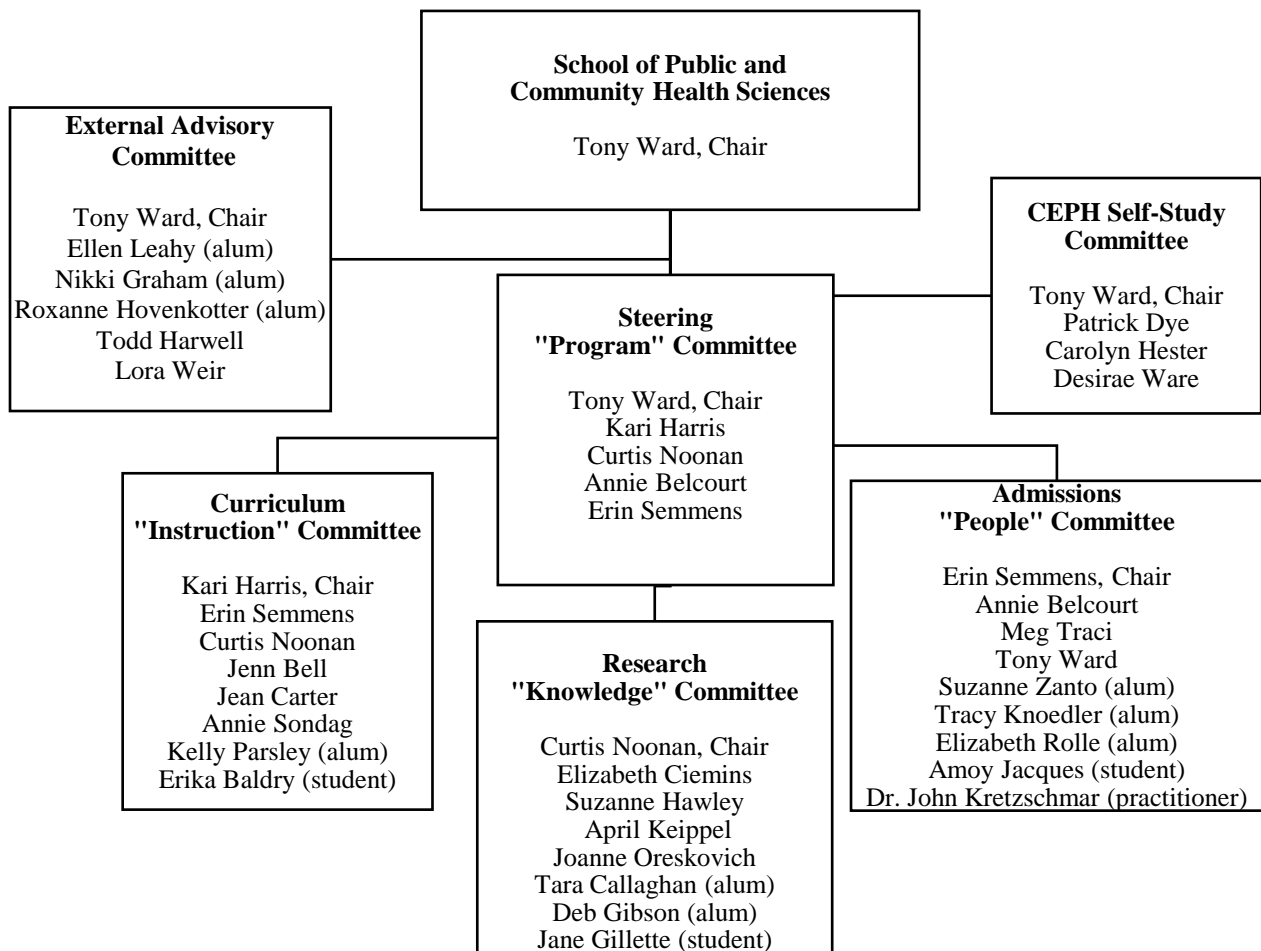 School of Public and
Community Health Sciences
Tony Ward, Chair
External Advisory
Committee
Tony Ward, Chair
Ellen Leahy (alum)
Nikki Graham (alum)
Roxanne Hovenkotter (alum)
Todd Harwell
Lora Weir
CEPH Self-Study
Committee
Tony Ward, Chair
Patrick Dye
Carolyn Hester
Desirae Ware
Steering
"Program" Committee
Tony Ward, Chair
Kari Harris
Curtis Noonan
Annie Belcourt
Erin Semmens
Curriculum
"Instruction" Committee
Kari Harris, Chair
Erin Semmens
Curtis Noonan
Jenn Bell
Jean Carter
Annie Sondag
Kelly Parsley (alum)
Erika Baldry (student)
Research
"Knowledge" Committee
Curtis Noonan, Chair
Elizabeth Ciemins
Suzanne Hawley
April Keippel
Joanne Oreskovich
Tara Callaghan (alum)
Deb Gibson (alum)
Jane Gillette (student)
Admissions
"People" Committee
Erin Semmens, Chair
Annie Belcourt
Meg Traci
Tony Ward
Suzanne Zanto (alum)
Tracy Knoedler (alum)
Elizabeth Rolle (alum)
Amoy Jacques (student)
Dr. John Kretzschmar (practitioner)